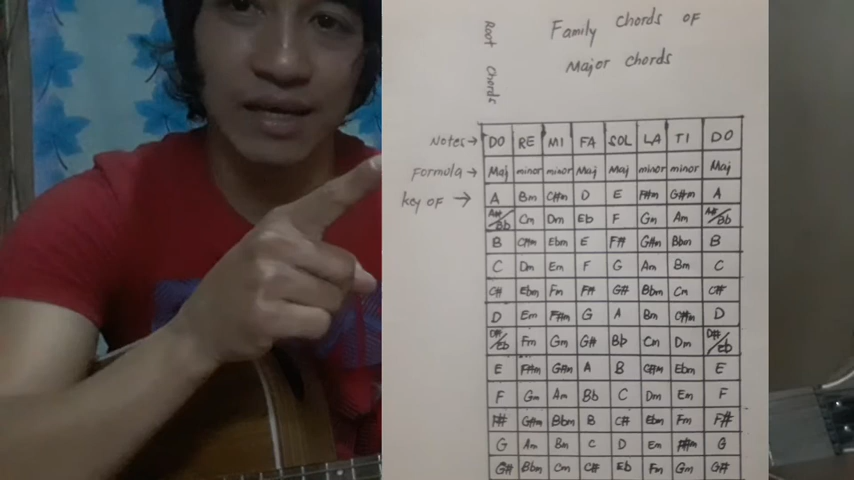 Root Chords
Family Chords of
Major Chords
Notes → DO RE MI FA SOL LA TI DO
Formula → Maj minor minor Maj Maj minor minor Maj
Key of → A Bm C#m D E F#m G#m A
A#/Bb Cm Dm Eb F Gm Am A#/Bb
B C#m Ebm E F# G#m Bbm B
C Dm Em F G Am Bm C
C# Ebm Fm F# G# Bbm Cm C#
D Em F#m G A Bm C#m D
D#/Eb Fm Gm G# Bb Cm Dm D#/Eb
E F#m G#m A B C#m Ebm E
F Gm Am Bb C Dm Em F
F# G#m Bbm B C# Ebm Fm F#
G Am Bm C D Em F#m G
G# Bbm Cm C# Eb Fm Gm G#